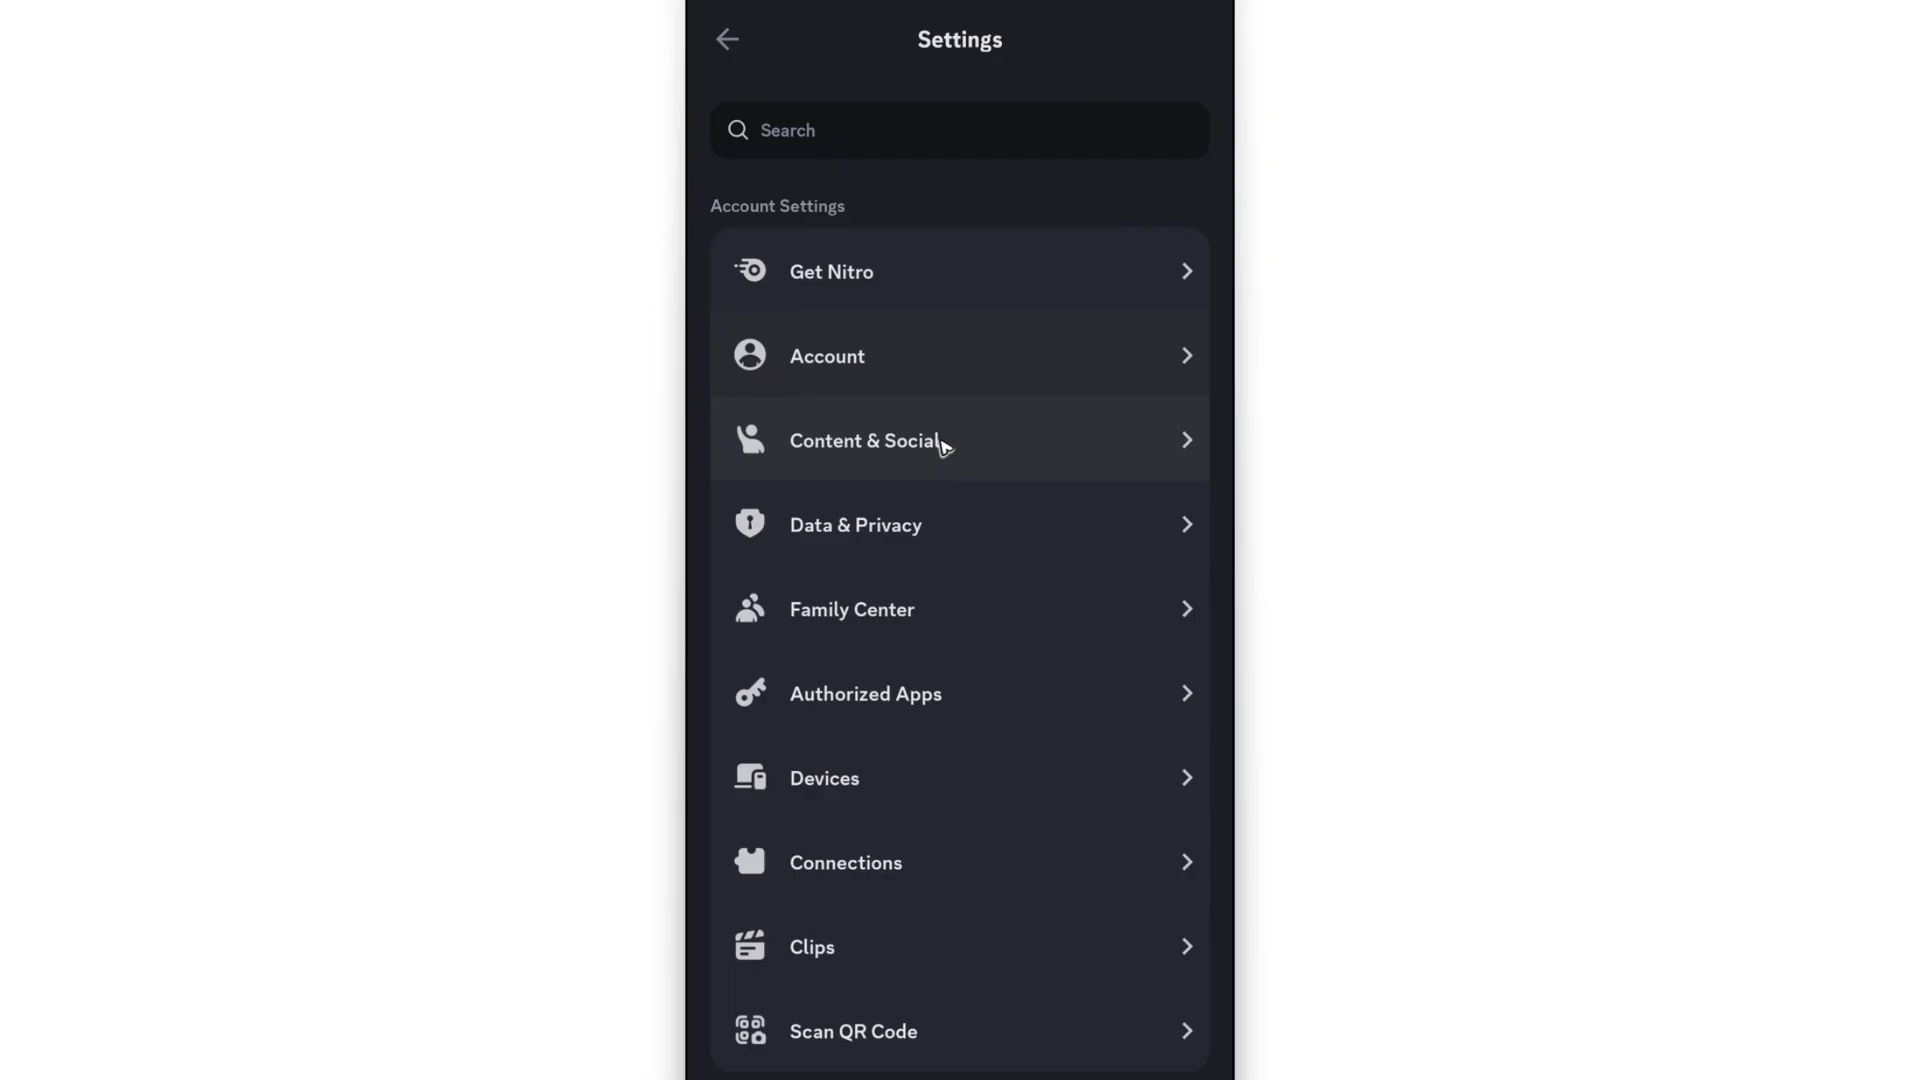 Settings
Search
Account Settings
Get Nitro
Account
Content & Social
Data & Privacy
Family Center
Authorized Apps
Devices
Connections
Clips
Scan QR Code